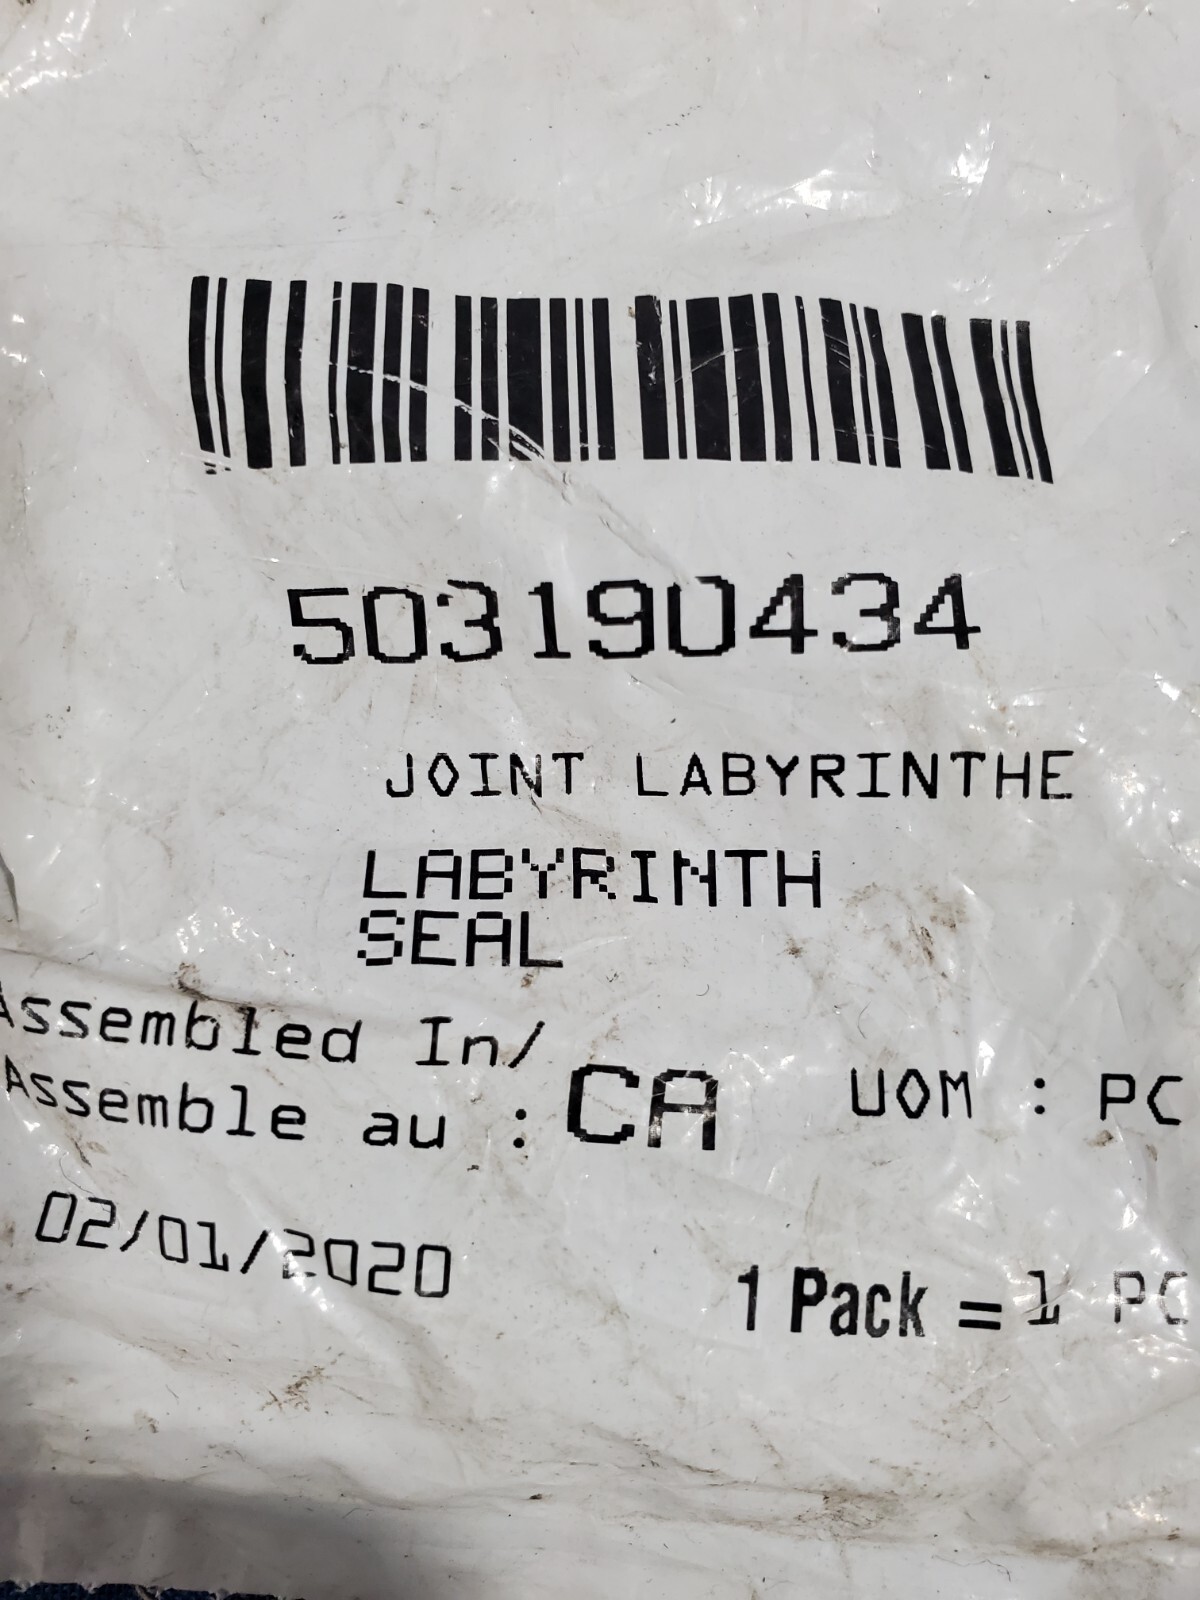 503190434
JOINT LABYRINTHE
LABYRINTH
SEAL
Assembled In/
Assemble au : CA
UOM : PC
02/01/2020
1 Pack = 1 PC